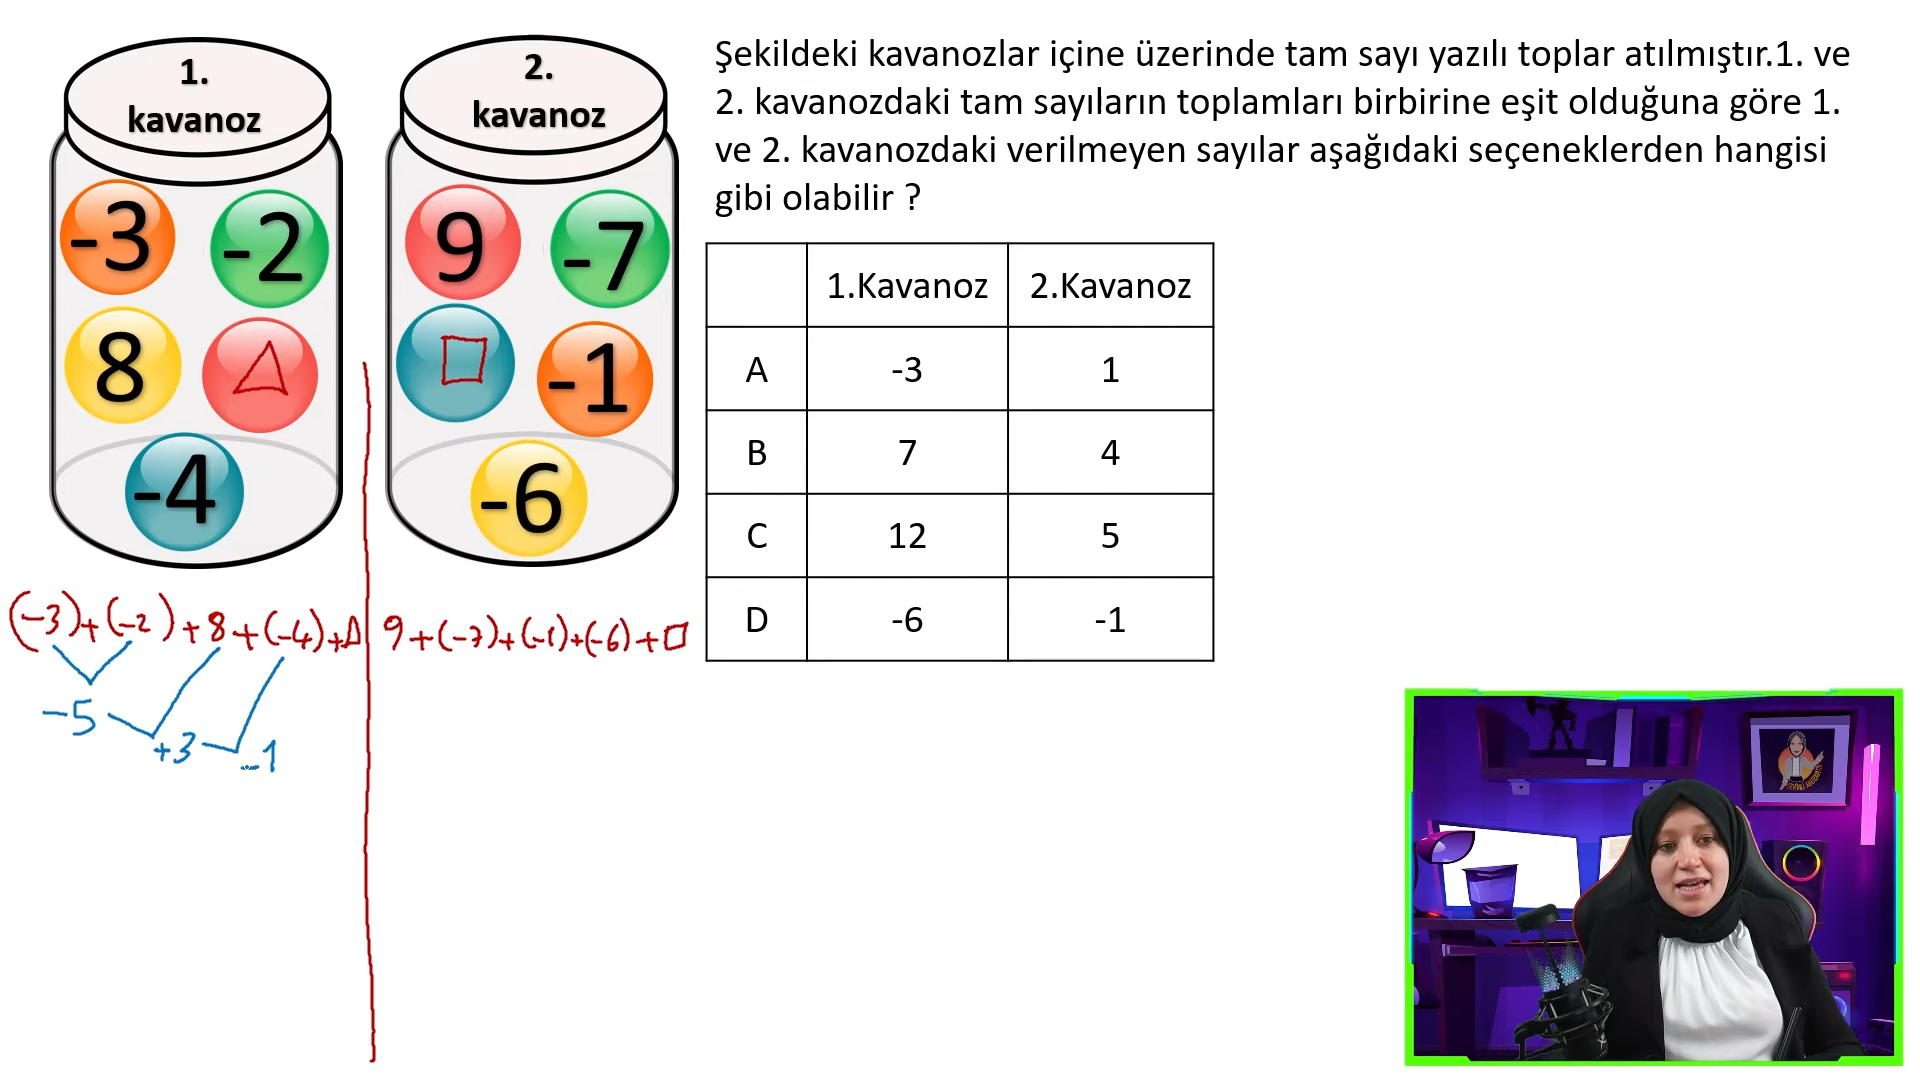 1.
kavanoz
-3
-2
8
△
-4
2.
kavanoz
9
-7
□
-1
-6
Şekildeki kavanozlar içine üzerinde tam sayı yazılı toplar atılmıştır.1. ve
2. kavanozdaki tam sayıların toplamları birbirine eşit olduğuna göre 1.
ve 2. kavanozdaki verilmeyen sayılar aşağıdaki seçeneklerden hangisi
gibi olabilir ?
1.Kavanoz 2.Kavanoz
A -3 1
B 7 4
C 12 5
D -6 -1
(-3)+(-2)+8+(-4)+△
9+(-7)+(-1)+(-6)+□
-5
+3
-1